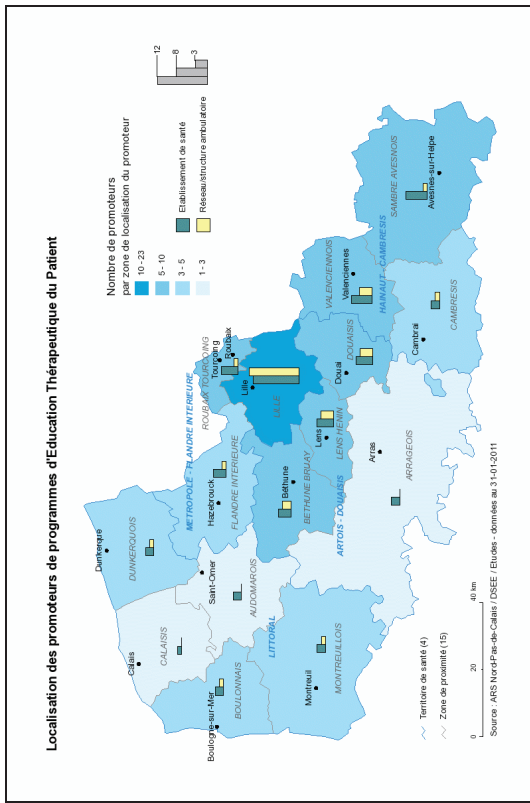 Localisation des promoteurs de programmes d'Education Thérapeutique du Patient
Nombre de promoteurs
par zone de localisation du promoteur
10 - 23
5 - 10
3 - 5
1 - 3
Etablissement de santé
Réseau/structure ambulatoire
12
8
3
Dunkerque
DUNKERQUOIS
Calais
CALAISIS
METROPOLE - FLANDRE INTERIEURE
Hazebrouck
FLANDRE INTERIEURE
ROUBAIX TOURCOING
Tourcoing
Roubaix
Lille
LILLE
Saint-Omer
AUDOMAROIS
Boulogne-sur-Mer
BOULONNAIS
LITTORAL
Béthune
BETHUNE BRUAY
Lens
LENS HENIN
Douai
DOUAISIS
VALENCIENNOIS
Valenciennes
HAINAUT - CAMBRESIS
SAMBRE AVESNOIS
Avesnes-sur-Helpe
Montreuil
MONTREUILLOIS
ARTOIS - DOUAISIS
Arras
ARRAGEOIS
Cambrai
CAMBRESIS
Territoire de santé (4)
Zone de proximité (15)
0 20 40 km
Source : ARS Nord-Pas-de-Calais / DSEE / Etudes - données au 31-01-2011